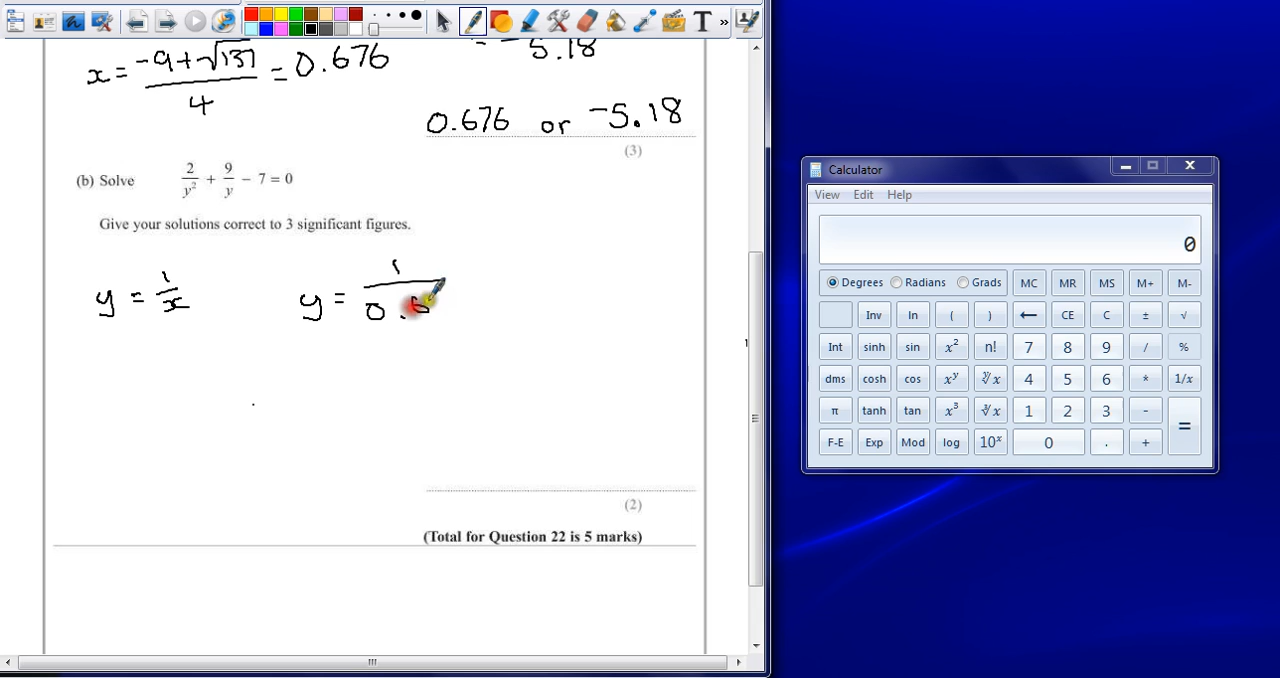 T »
x = -9+√137 / 4 = 0.676
= -5.18
0.676 or -5.18
(3)
(b) Solve 2/y² + 9/y - 7 = 0
Give your solutions correct to 3 significant figures.
y = 1/x y = 1/0.6
(2)
(Total for Question 22 is 5 marks)
Calculator
View Edit Help
0
Degrees Radians Grads MC MR MS M+ M-
Inv ln ( ) ← CE C ± √
Int sinh sin x² n! 7 8 9 / %
dms cosh cos xʸ ʸ√x 4 5 6 * 1/x
π tanh tan x³ ³√x 1 2 3 - =
F-E Exp Mod log 10ˣ 0 . +